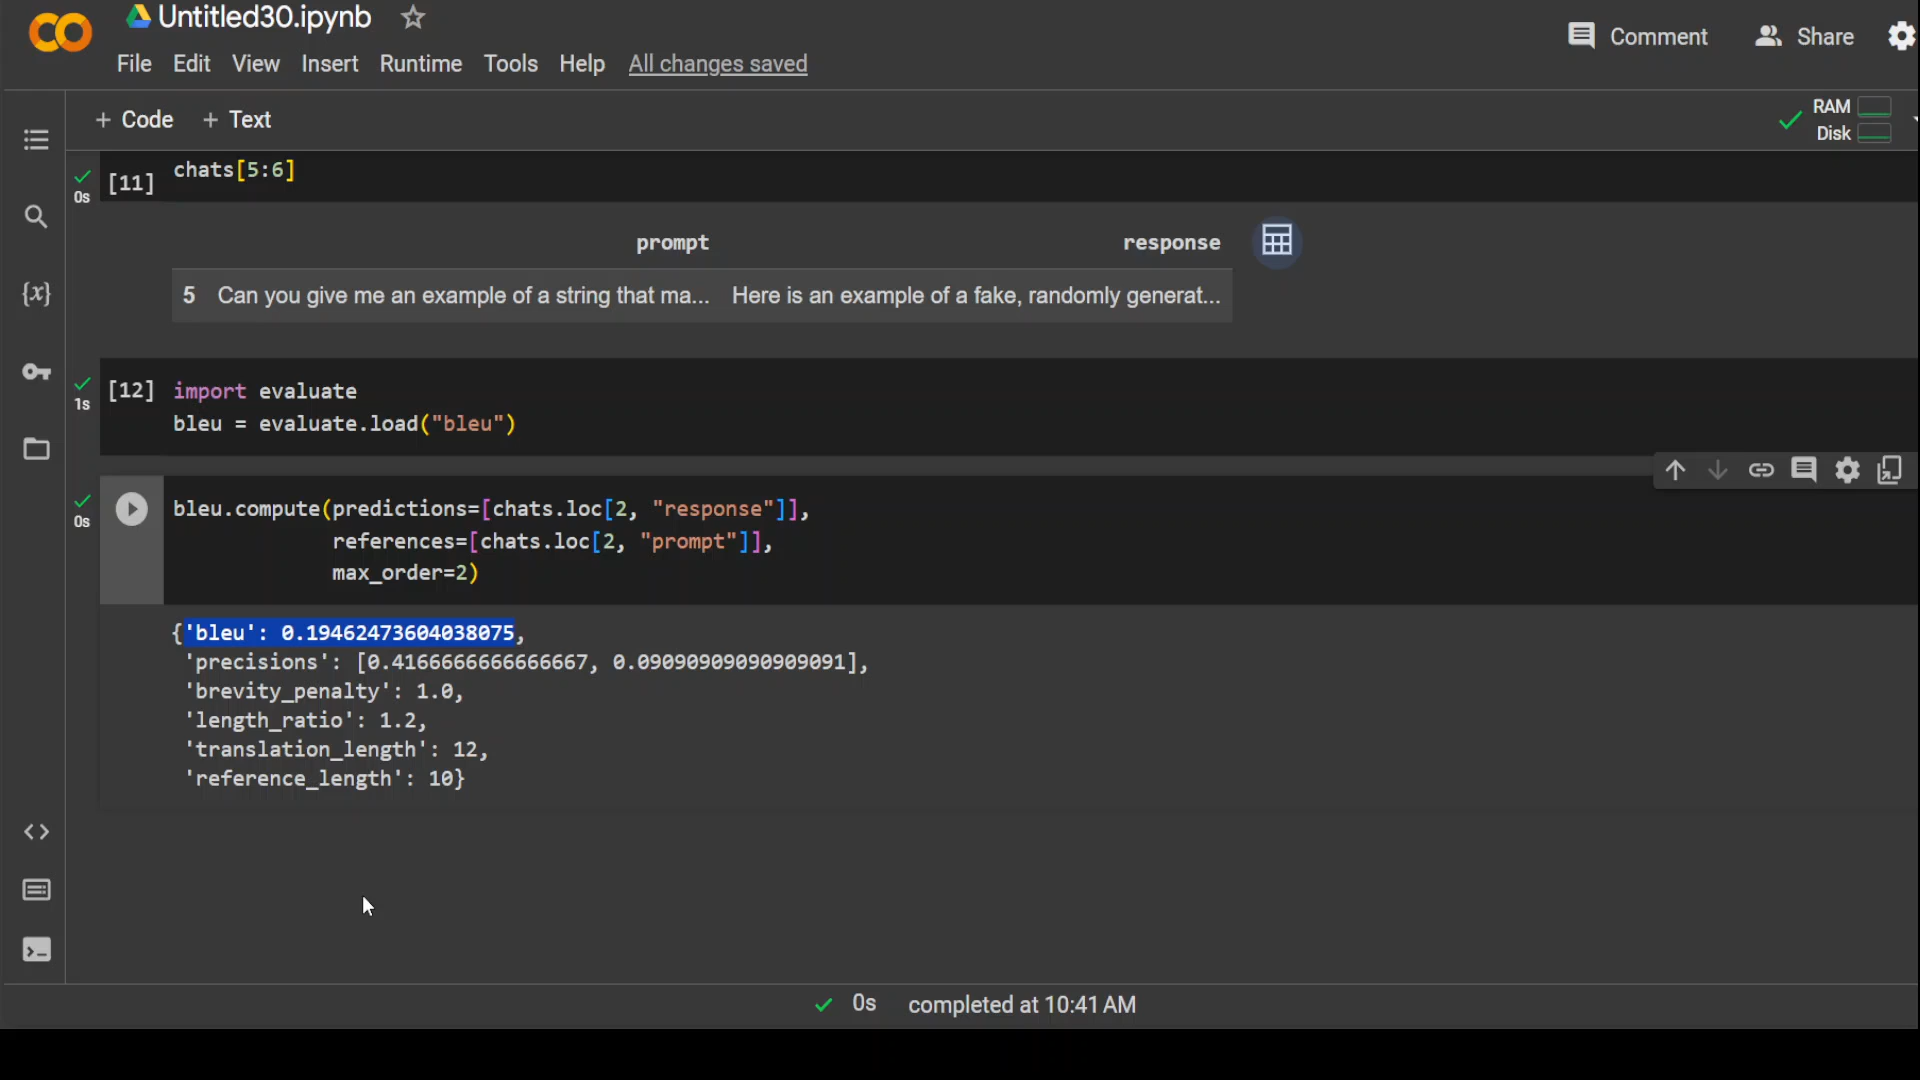 Untitled30.ipynb
Comment Share
File Edit View Insert Runtime Tools Help All changes saved
+ Code + Text
RAM
Disk
[11] chats[5:6]
0s
prompt response
5 Can you give me an example of a string that ma... Here is an example of a fake, randomly generat...
[12] import evaluate
1s
bleu = evaluate.load("bleu")
bleu.compute(predictions=[chats.loc[2, "response"]],
0s
references=[chats.loc[2, "prompt"]],
max_order=2)
{'bleu': 0.19462473604038075,
'precisions': [0.4166666666666667, 0.09090909090909091],
'brevity_penalty': 1.0,
'length_ratio': 1.2,
'translation_length': 12,
'reference_length': 10}
0s completed at 10:41 AM